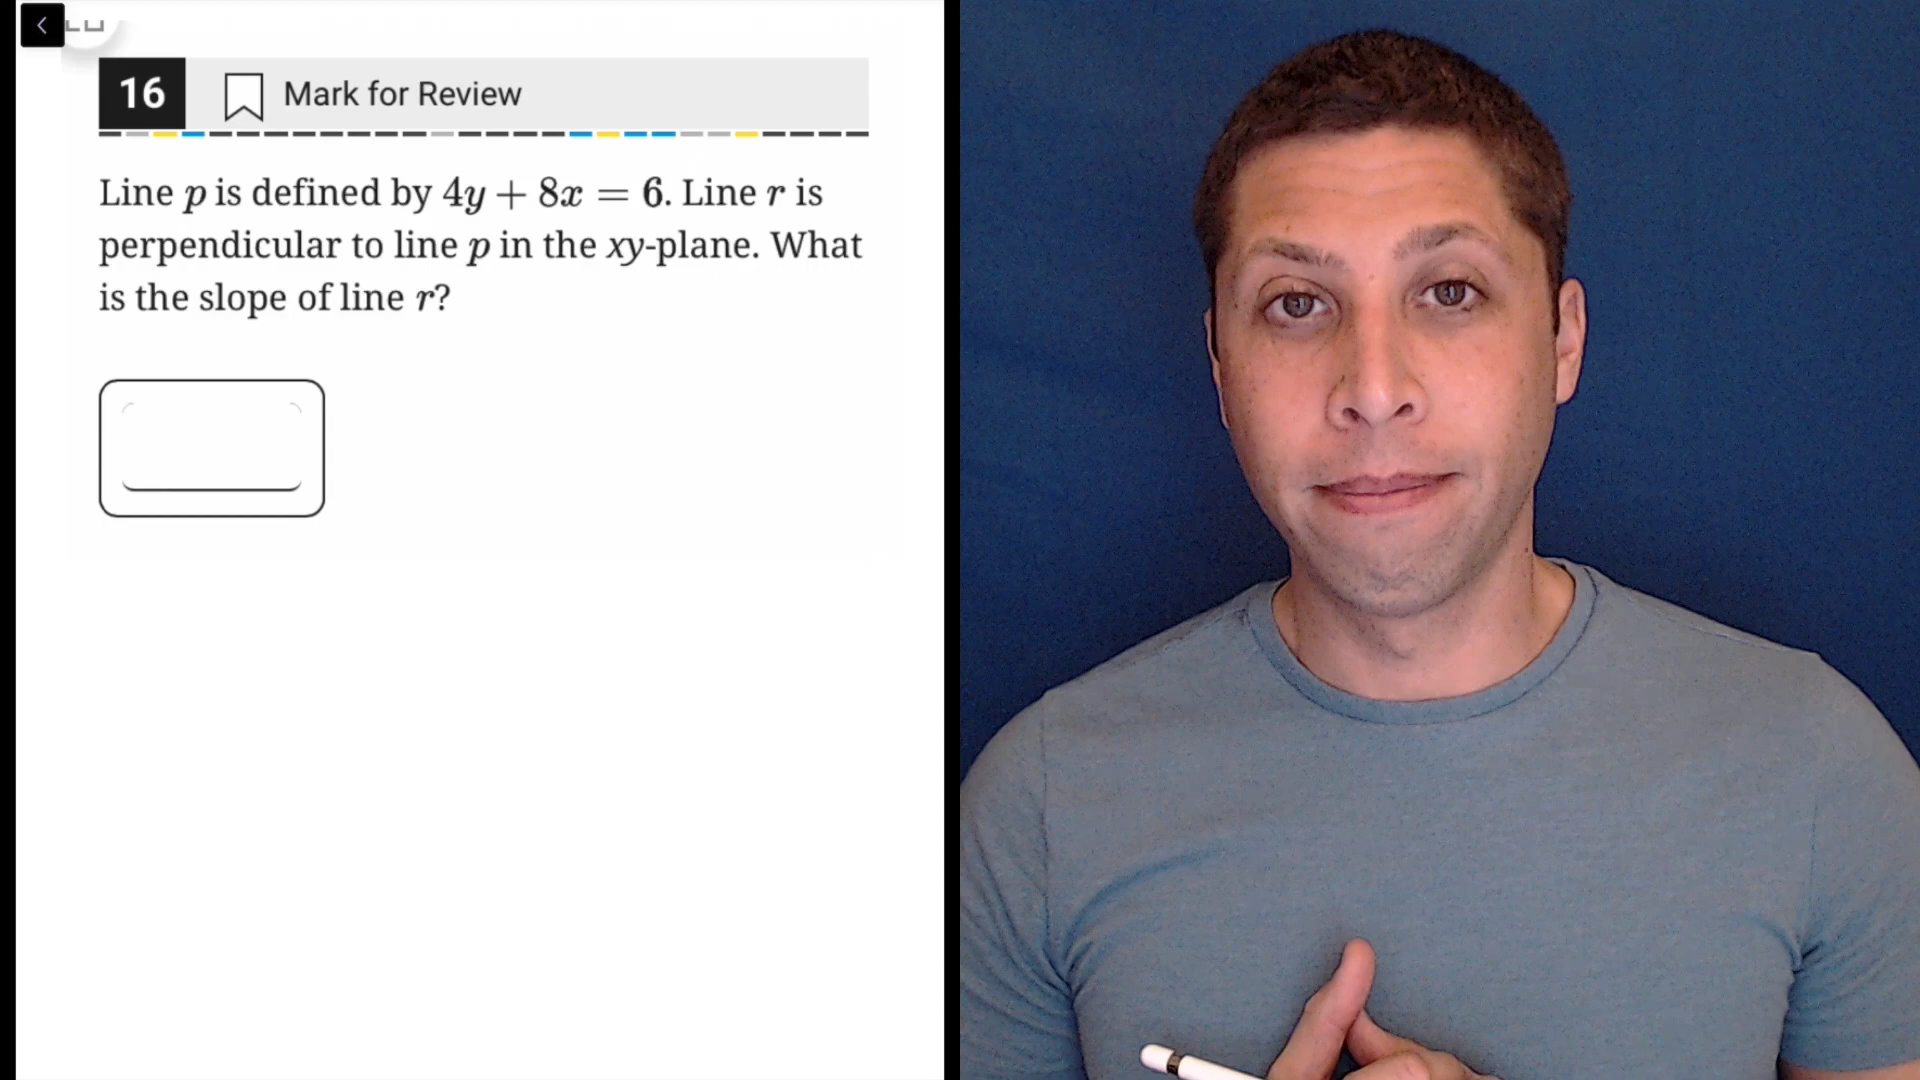 16 Mark for Review
Line p is defined by 4y + 8x = 6. Line r is
perpendicular to line p in the xy-plane. What
is the slope of line r?